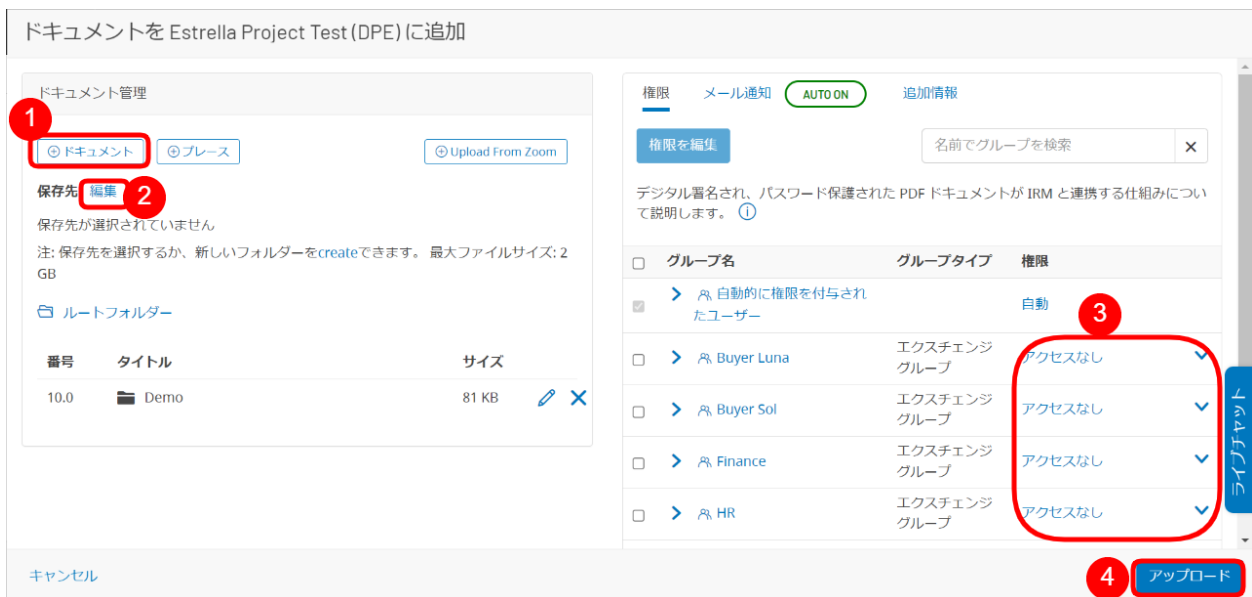 ドキュメントを Estrella Project Test (DPE) に追加
ドキュメント管理
1
ドキュメント
プレース
Upload From Zoom
保存先 編集
2
保存先が選択されていません
注: 保存先を選択するか、新しいフォルダーをcreateできます。 最大ファイルサイズ: 2
GB
ルートフォルダー
番号 タイトル サイズ
10.0 Demo 81 KB
権限 メール通知 AUTO ON 追加情報
権限を編集
名前でグループを検索
デジタル署名され、パスワード保護された PDF ドキュメントが IRM と連携する仕組みについ
て説明します。
グループ名 グループタイプ 権限
自動的に権限を付与され
たユーザー
自動
3
Buyer Luna エクスチェンジ
グループ
アクセスなし
Buyer Sol エクスチェンジ
グループ
アクセスなし
Finance エクスチェンジ
グループ
アクセスなし
HR エクスチェンジ
グループ
アクセスなし
ライブチャット
キャンセル
4
アップロード